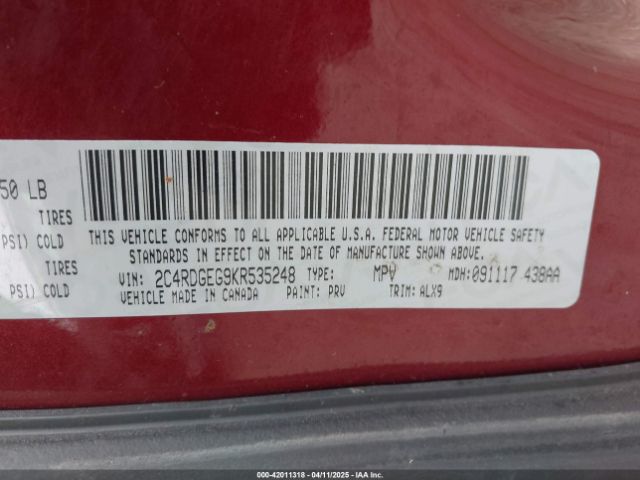 50 LB
TIRES
PSI) COLD
TIRES
PSI) COLD
THIS VEHICLE CONFORMS TO ALL APPLICABLE U.S.A. FEDERAL MOTOR VEHICLE SAFETY
STANDARDS IN EFFECT ON THE DATE OF MANUFACTURE SHOWN ABOVE.
VIN: 2C4RDGEG9KR535248 TYPE: MPV MDH:091117 438AA
VEHICLE MADE IN CANADA PAINT: PRV TRIM: ALX9
000-42011318 - 04/11/2025 - IAAI.COM